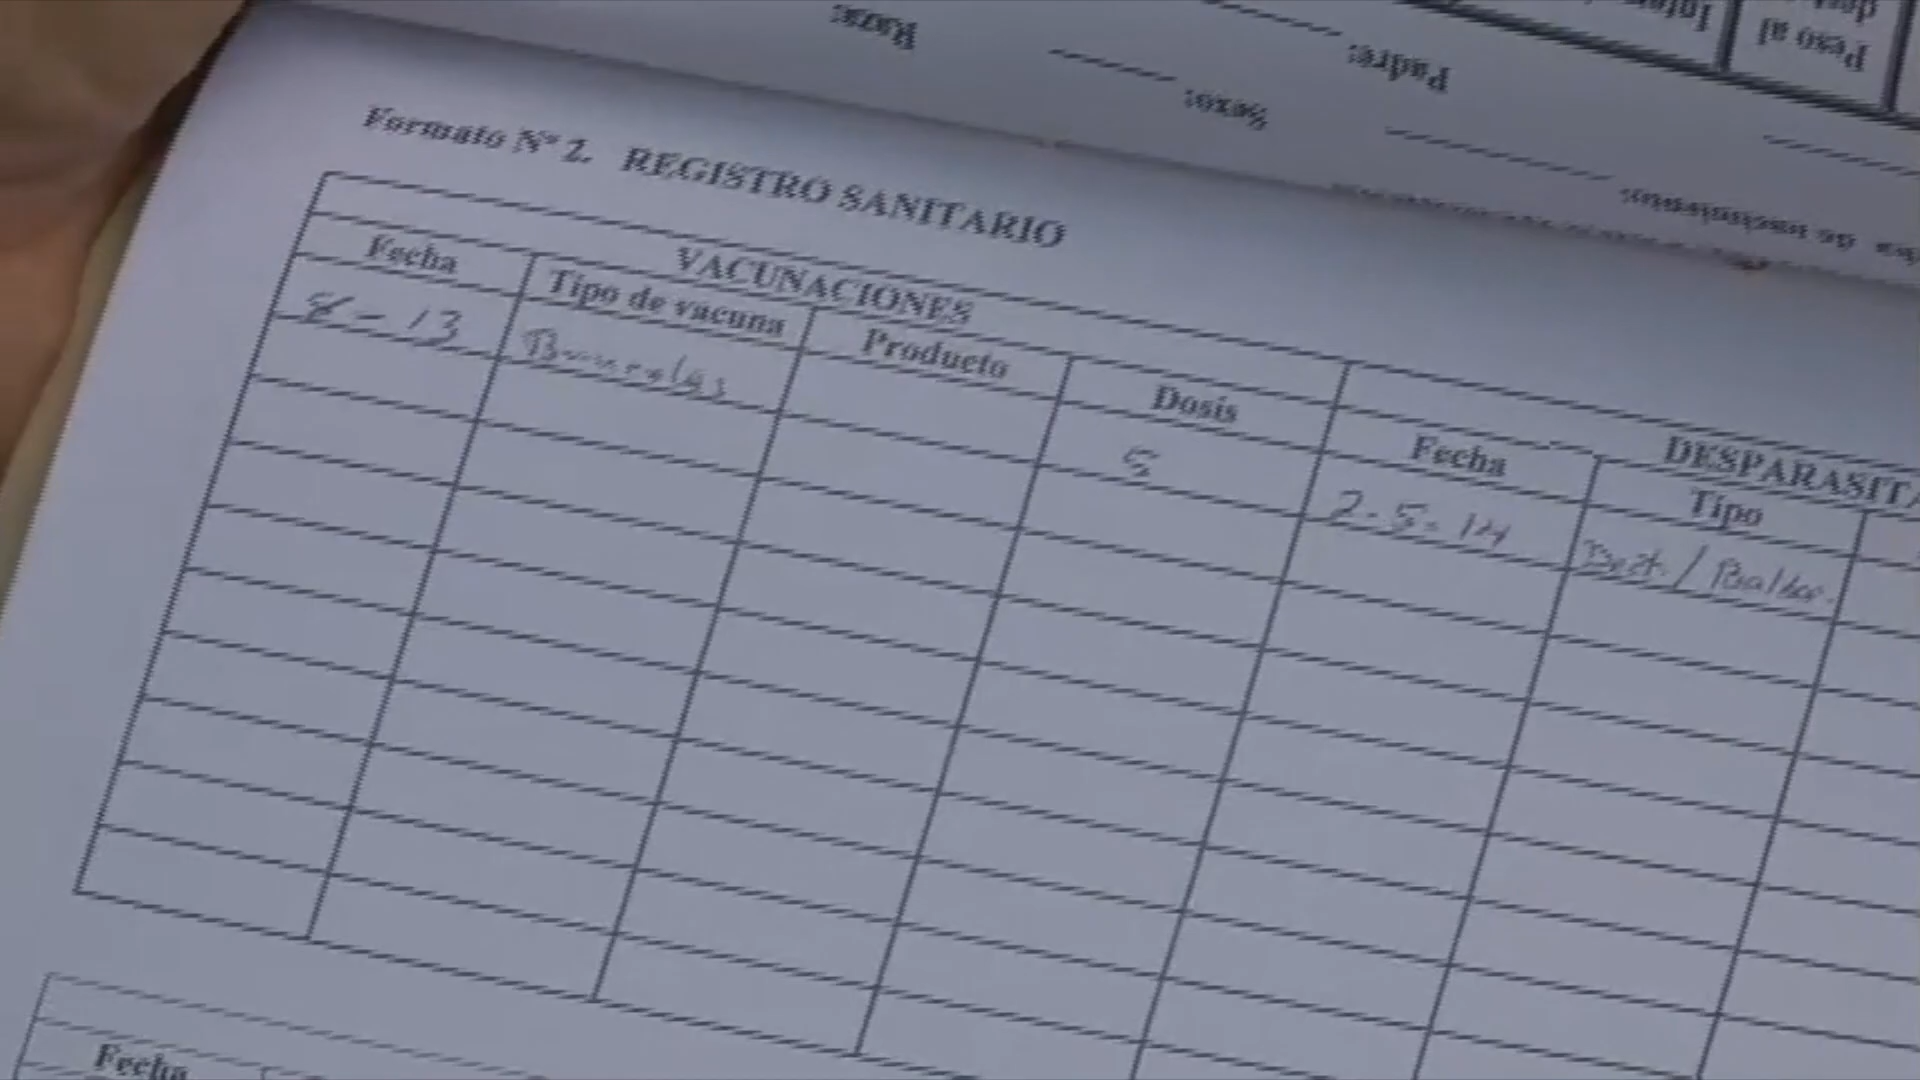 Peso al
Padre:
Sexo:
Raza:
Formato Nº 2. REGISTRO SANITARIO
VACUNACIONES
DESPARASITA
Fecha Tipo de vacuna Producto Dosis Fecha Tipo
8 - 13 5 2-5-14
Fecha